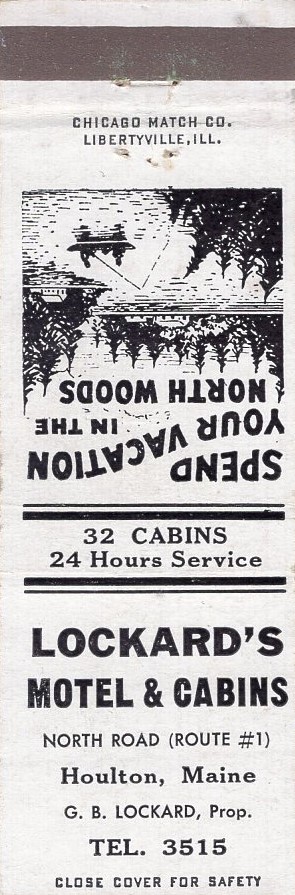 CHICAGO MATCH CO.
LIBERTYVILLE, ILL.
SPEND
YOUR VACATION
IN THE
NORTH WOODS
32 CABINS
24 Hours Service
LOCKARD'S
MOTEL & CABINS
NORTH ROAD (ROUTE #1)
Houlton, Maine
G. B. LOCKARD, Prop.
TEL. 3515
CLOSE COVER FOR SAFETY